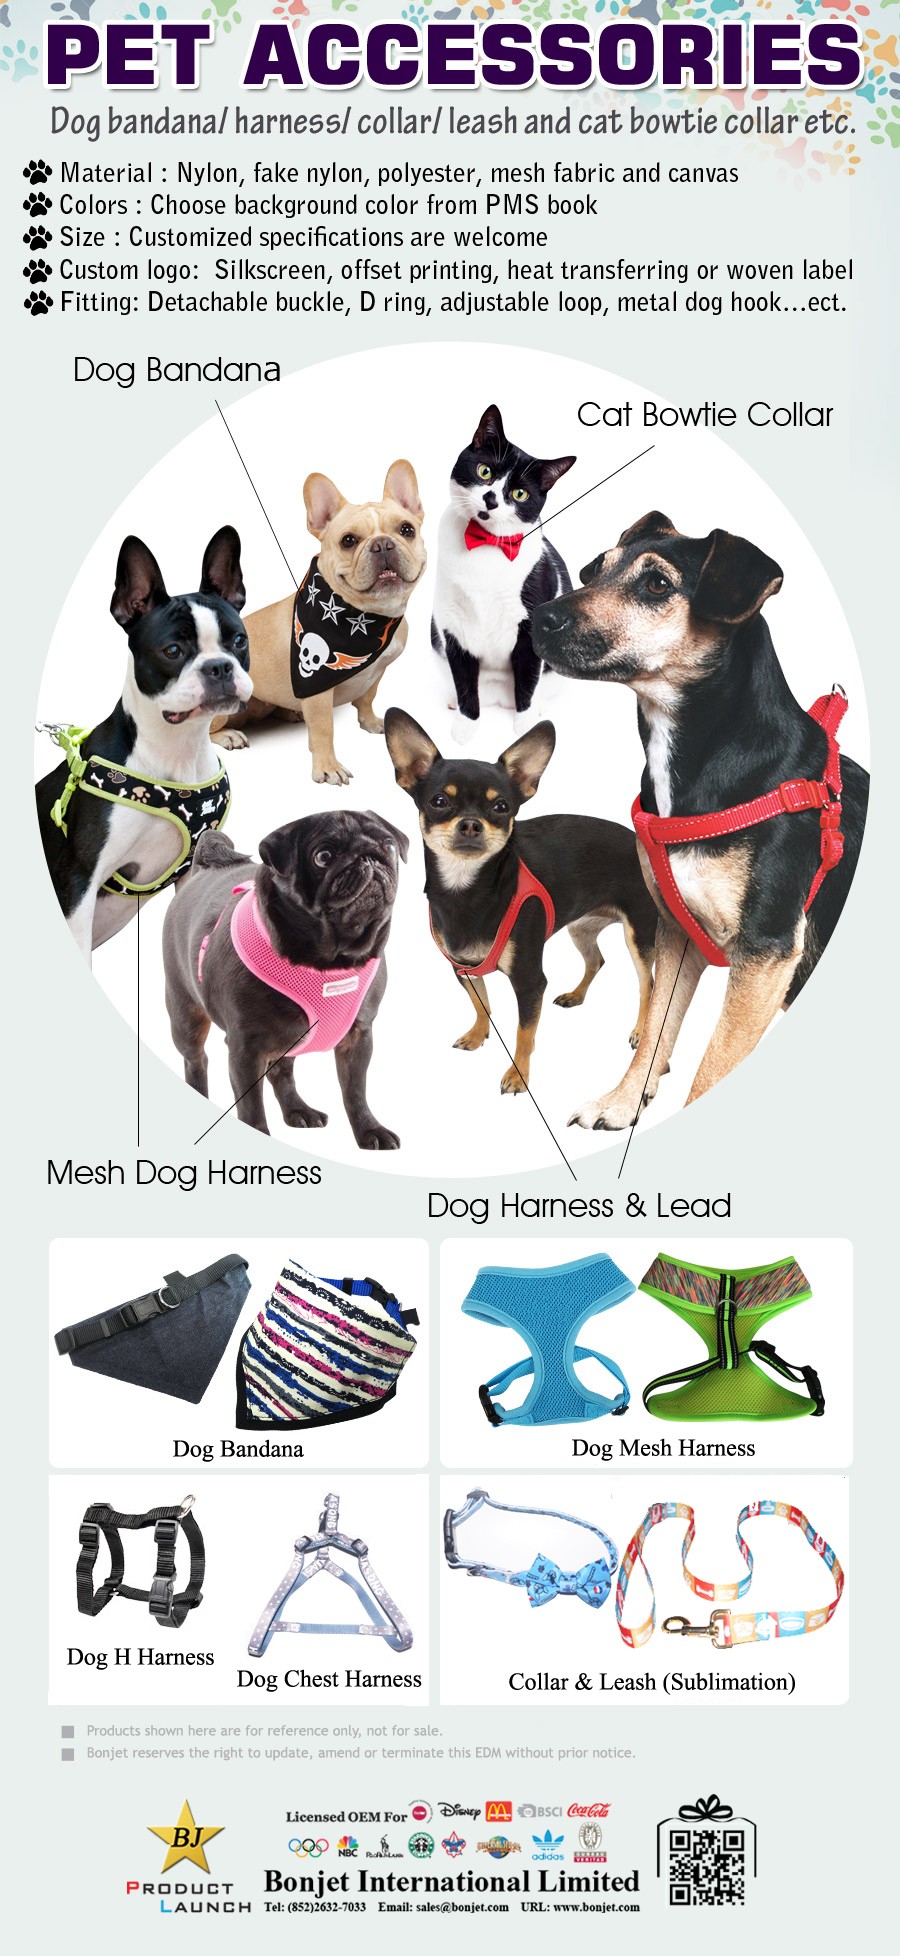 PET ACCESSORIES
Dog bandana/ harness/ collar/ leash and cat bowtie collar etc.
Material : Nylon, fake nylon, polyester, mesh fabric and canvas
Colors : Choose background color from PMS book
Size : Customized specifications are welcome
Custom logo: Silkscreen, offset printing, heat transferring or woven label
Fitting: Detachable buckle, D ring, adjustable loop, metal dog hook...ect.
Dog Bandana
Cat Bowtie Collar
Mesh Dog Harness
Dog Harness & Lead
Dog Bandana
Dog Mesh Harness
Dog H Harness
Dog Chest Harness
Collar & Leash (Sublimation)
Products shown here are for reference only, not for sale.
Bonjet reserves the right to update, amend or terminate this EDM without prior notice.
BJ
PRODUCT
LAUNCH
Licensed OEM For
Disney
BSCI
Coca-Cola
NBC
adidas
Bonjet International Limited
Tel: (852)2632-7033 Email: sales@bonjet.com URL: www.bonjet.com